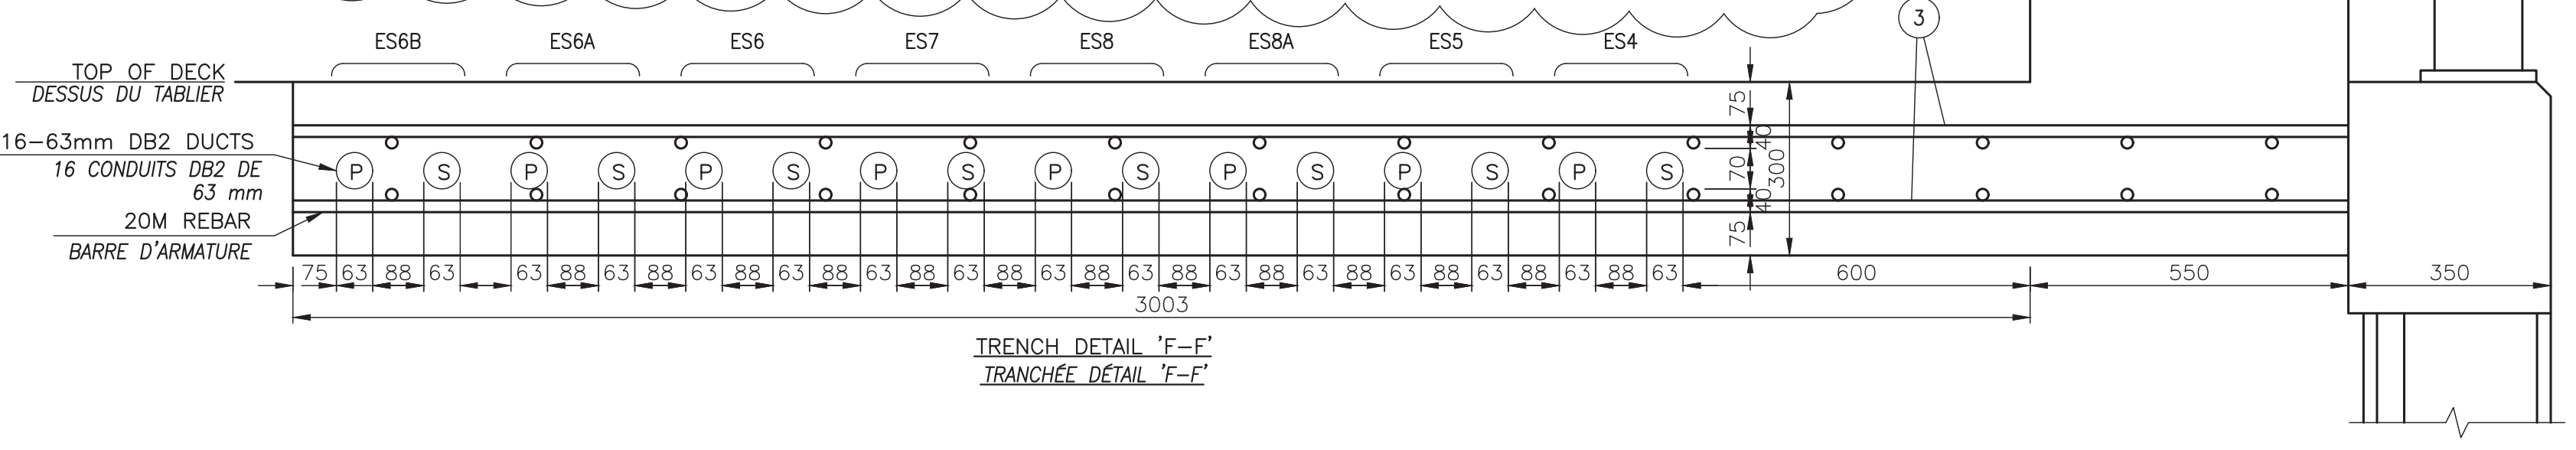 3
ES6B ES6A ES6 ES7 ES8 ES8A ES5 ES4
TOP OF DECK
DESSUS DU TABLIER
16-63mm DB2 DUCTS
16 CONDUITS DB2 DE
63 mm
20M REBAR
BARRE D'ARMATURE
P S P S P S P S P S P S P S P S
75
40
70
40
75
300
75 63 88 63 63 88 63 88 63 88 63 88 63 88 63 88 63 88 63 88 63 88 63 88 63 88 63 88 63 88 63 600 550 350
3003
TRENCH DETAIL 'F-F'
TRANCHÉE DÉTAIL 'F-F'